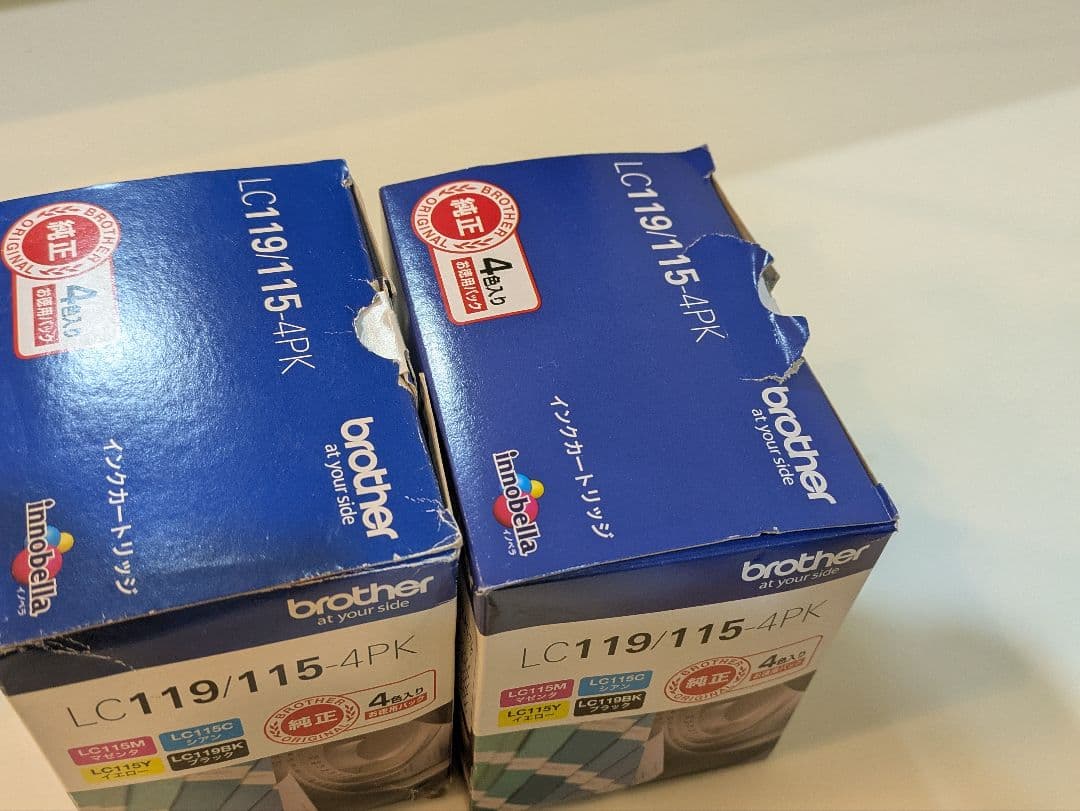 BROTHER
純正
ORIGINAL
4色入り
お徳用パック
LC119/115-4PK
インクカートリッジ
innobella
イノベラ
brother
at your side
brother
at your side
LC119/115-4PK
LC115M
マゼンタ
LC115C
シアン
LC115Y
イエロー
LC119BK
ブラック
BROTHER
純正
ORIGINAL
4色入り
お徳用パック
BROTHER
純正
ORIGINAL
4色入り
お徳用パック
LC119/115-4PK
インクカートリッジ
innobella
イノベラ
brother
at your side
brother
at your side
LC119/115-4PK
LC115M
マゼンタ
LC115C
シアン
LC115Y
イエロー
LC119BK
ブラック
BROTHER
純正
ORIGINAL
4色入り
お徳用パック